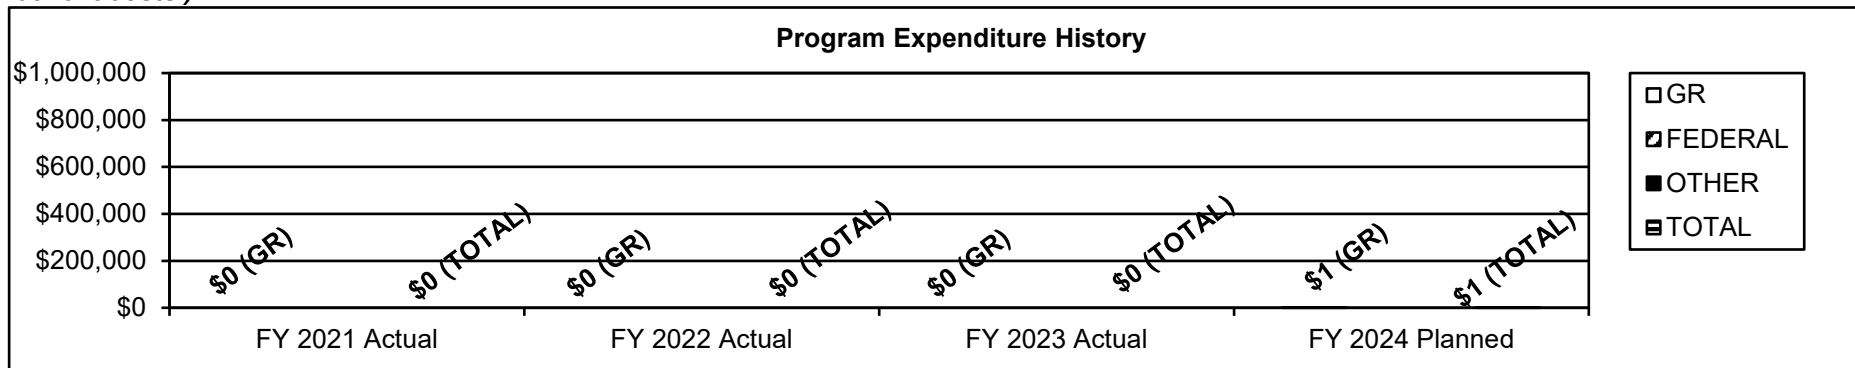 Program Expenditure History
$1,000,000
$800,000
$600,000
$400,000
$200,000
$0
$0 (GR)
$0 (TOTAL)
$0 (GR)
$0 (TOTAL)
$0 (GR)
$0 (TOTAL)
$1 (GR)
$1 (TOTAL)
FY 2021 Actual
FY 2022 Actual
FY 2023 Actual
FY 2024 Planned
GR
FEDERAL
OTHER
TOTAL